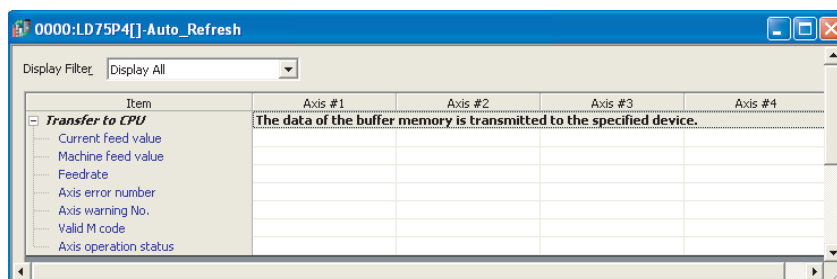 0000:LD75P4[]-Auto_Refresh
Display Filter Display All
Item Axis #1 Axis #2 Axis #3 Axis #4
Transfer to CPU The data of the buffer memory is transmitted to the specified device.
Current feed value
Machine feed value
Feedrate
Axis error number
Axis warning No.
Valid M code
Axis operation status